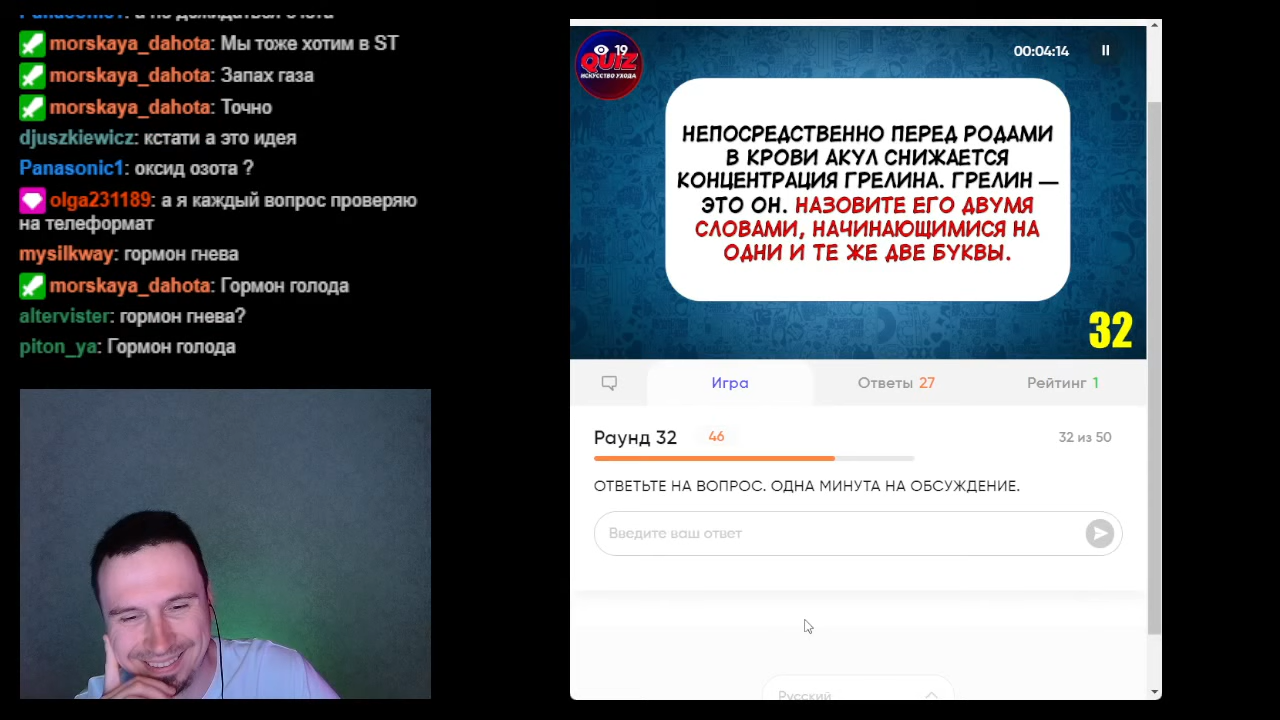 morskaya_dahota: Мы тоже хотим в ST
morskaya_dahota: Запах газа
morskaya_dahota: Точно
djuszkiewicz: кстати а это идея
Panasonic1: оксид озота ?
olga231189: а я каждый вопрос проверяю
на телеформат
mysilkway: гормон гнева
morskaya_dahota: Гормон голода
altervister: гормон гнева?
piton_ya: Гормон голода
19
QUIZ
ИСКУССТВО УХОДА
00:04:14
НЕПОСРЕДСТВЕННО ПЕРЕД РОДАМИ
В КРОВИ АКУЛ СНИЖАЕТСЯ
КОНЦЕНТРАЦИЯ ГРЕЛИНА. ГРЕЛИН —
ЭТО ОН. НАЗОВИТЕ ЕГО ДВУМЯ
СЛОВАМИ, НАЧИНАЮЩИМИСЯ НА
ОДНИ И ТЕ ЖЕ ДВЕ БУКВЫ.
32
Игра
Ответы 27
Рейтинг 1
Раунд 32 46
32 из 50
ОТВЕТЬТЕ НА ВОПРОС. ОДНА МИНУТА НА ОБСУЖДЕНИЕ.
Введите ваш ответ
Русский